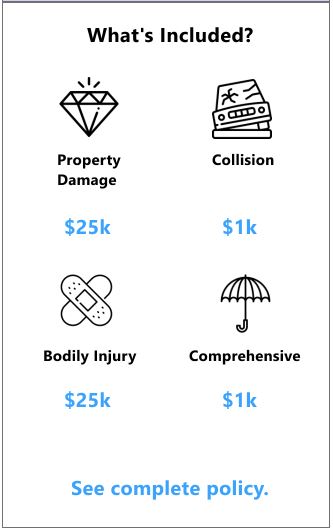 What's Included?
Property
Damage
Collision
$25k
$1k
Bodily Injury
Comprehensive
$25k
$1k
See complete policy.